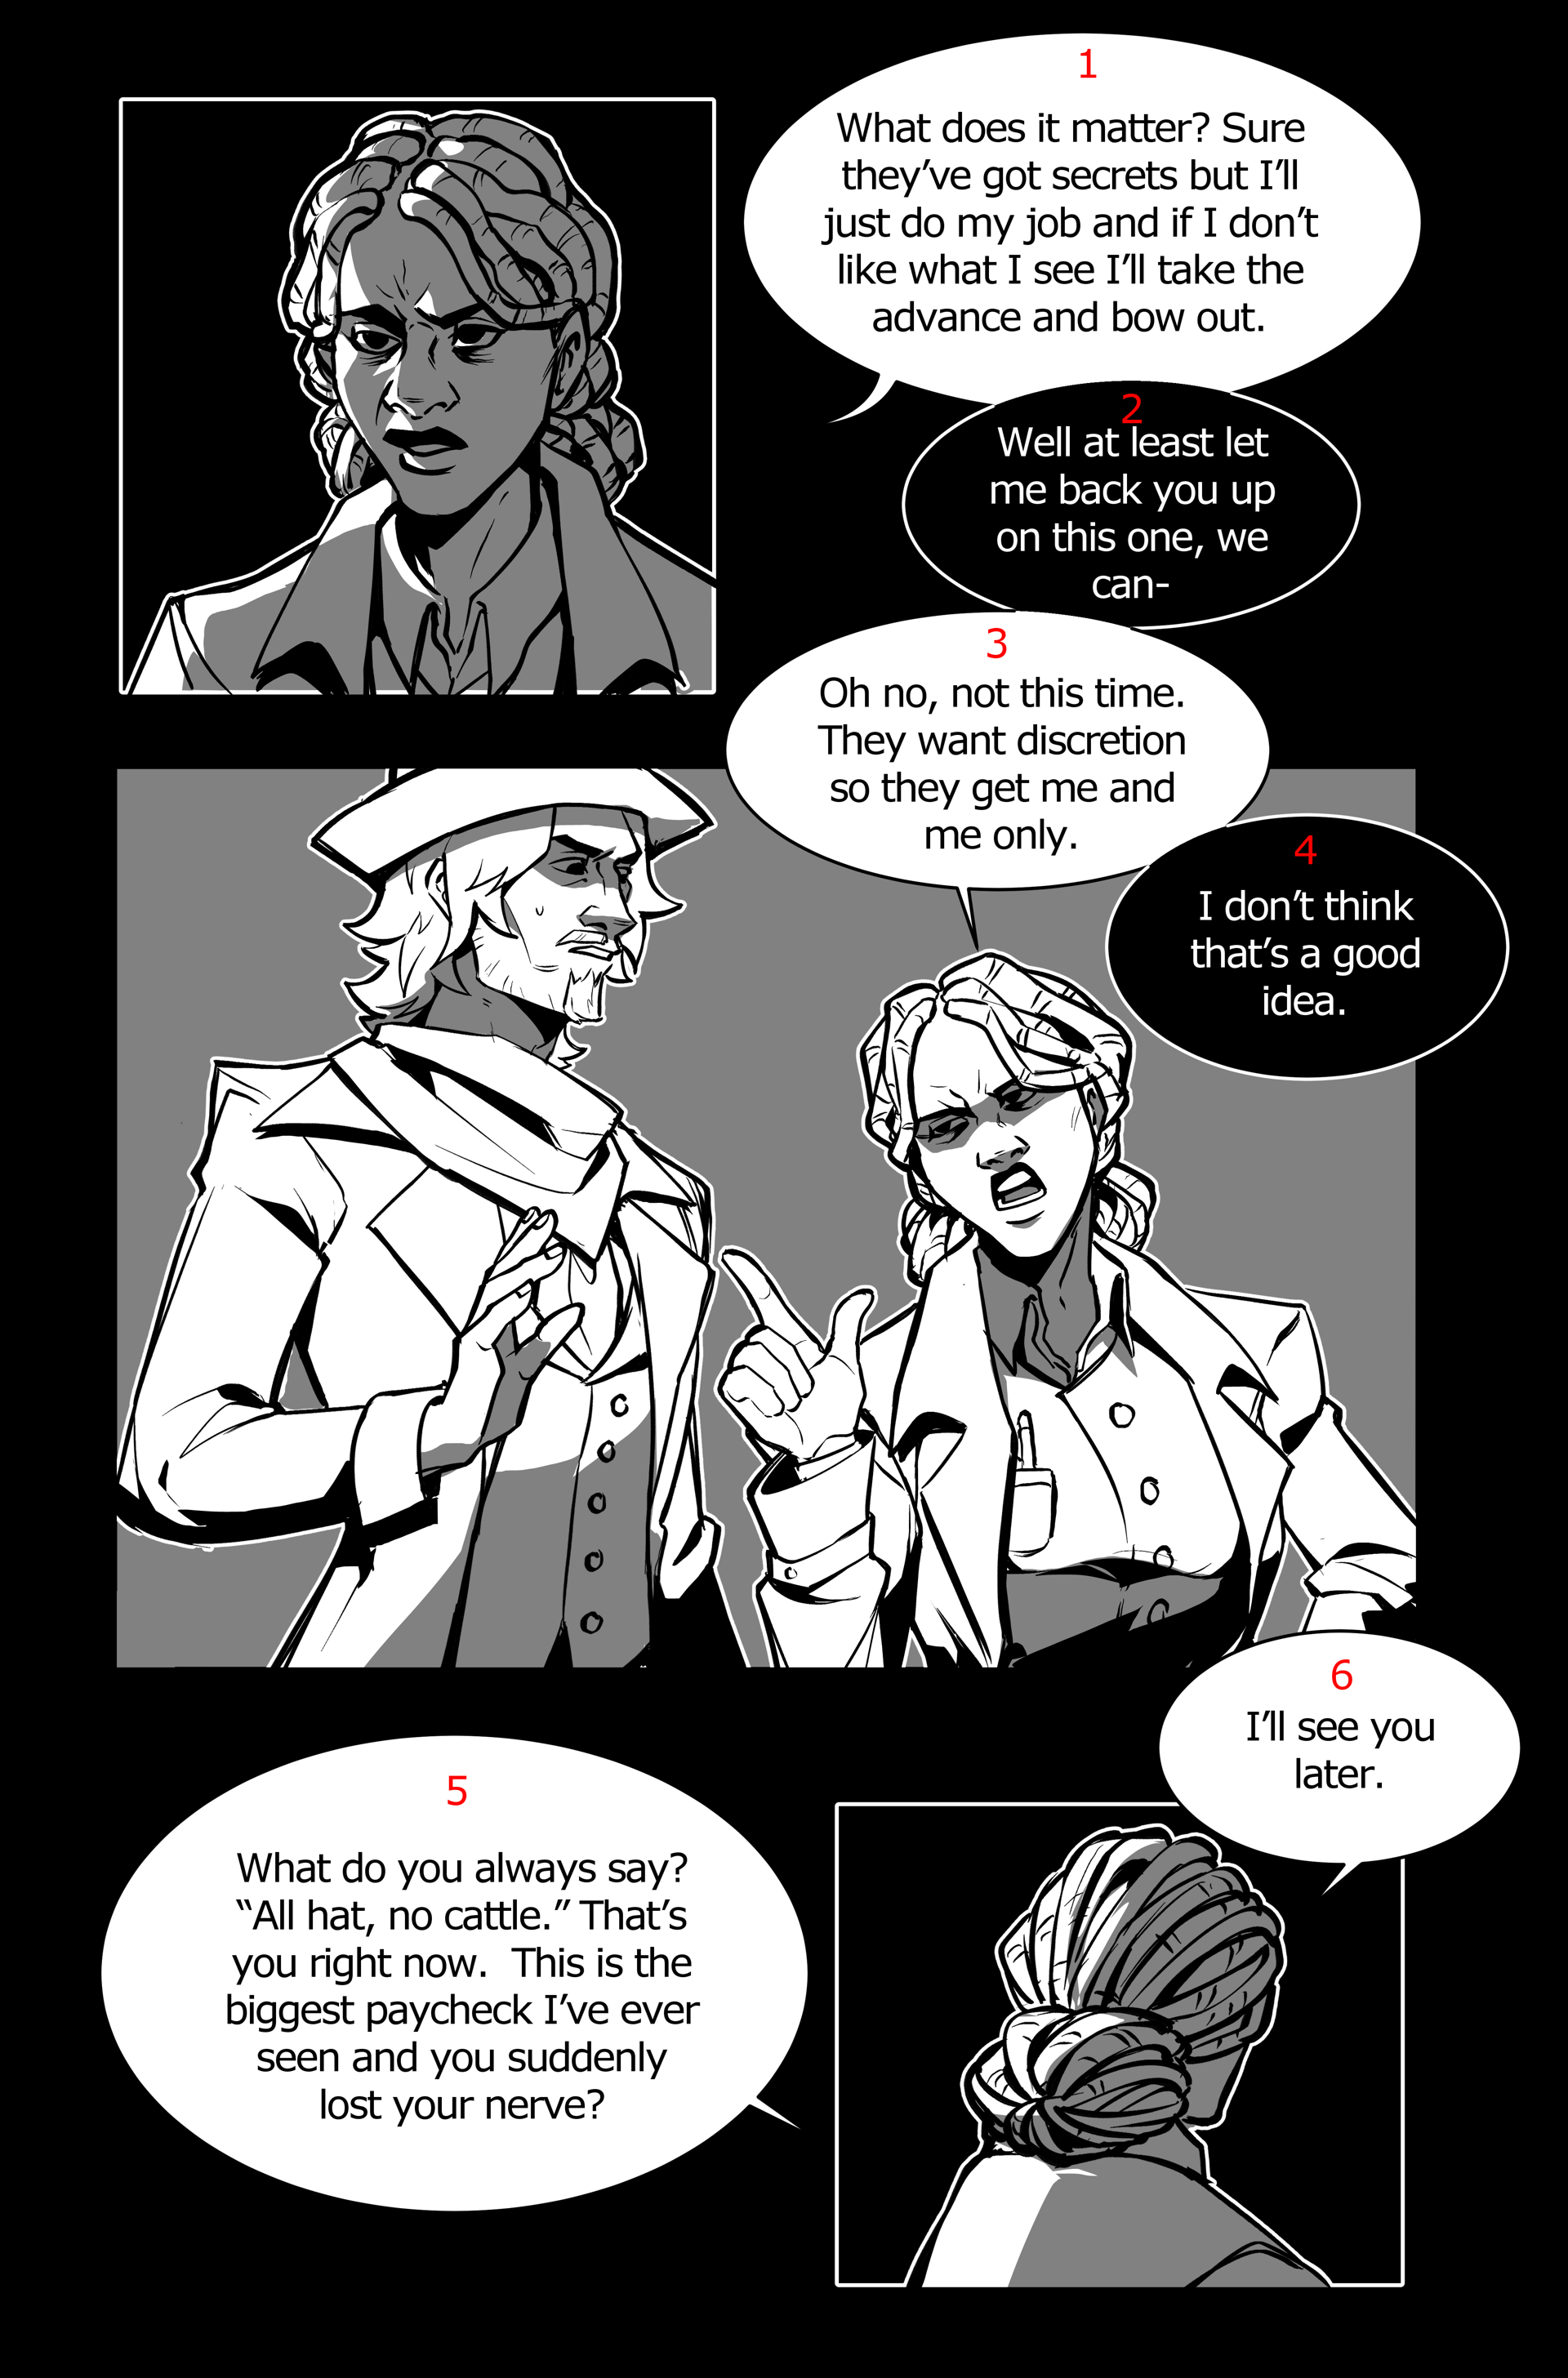 1
What does it matter? Sure
they’ve got secrets but I’ll
just do my job and if I don’t
like what I see I’ll take the
advance and bow out.
2
Well at least let
me back you up
on this one, we
can-
3
Oh no, not this time.
They want discretion
so they get me and
me only.
4
I don’t think
that’s a good
idea.
5
What do you always say?
“All hat, no cattle.” That’s
you right now.  This is the
biggest paycheck I’ve ever
seen and you suddenly
lost your nerve?
6
I’ll see you
later.